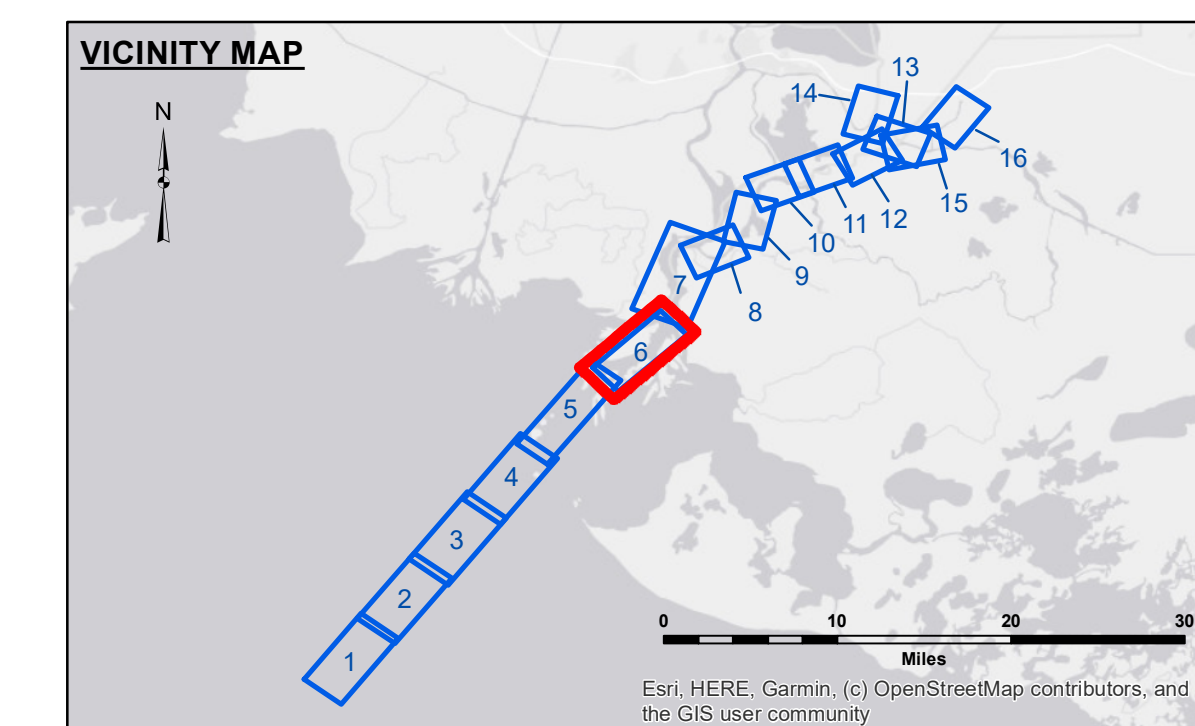 VICINITY MAP
N
13
14
16
15
12
11
10
9
7
8
6
5
4
3
2
1
0 10 20 30
Miles
Esri, HERE, Garmin, (c) OpenStreetMap contributors, and
the GIS user community